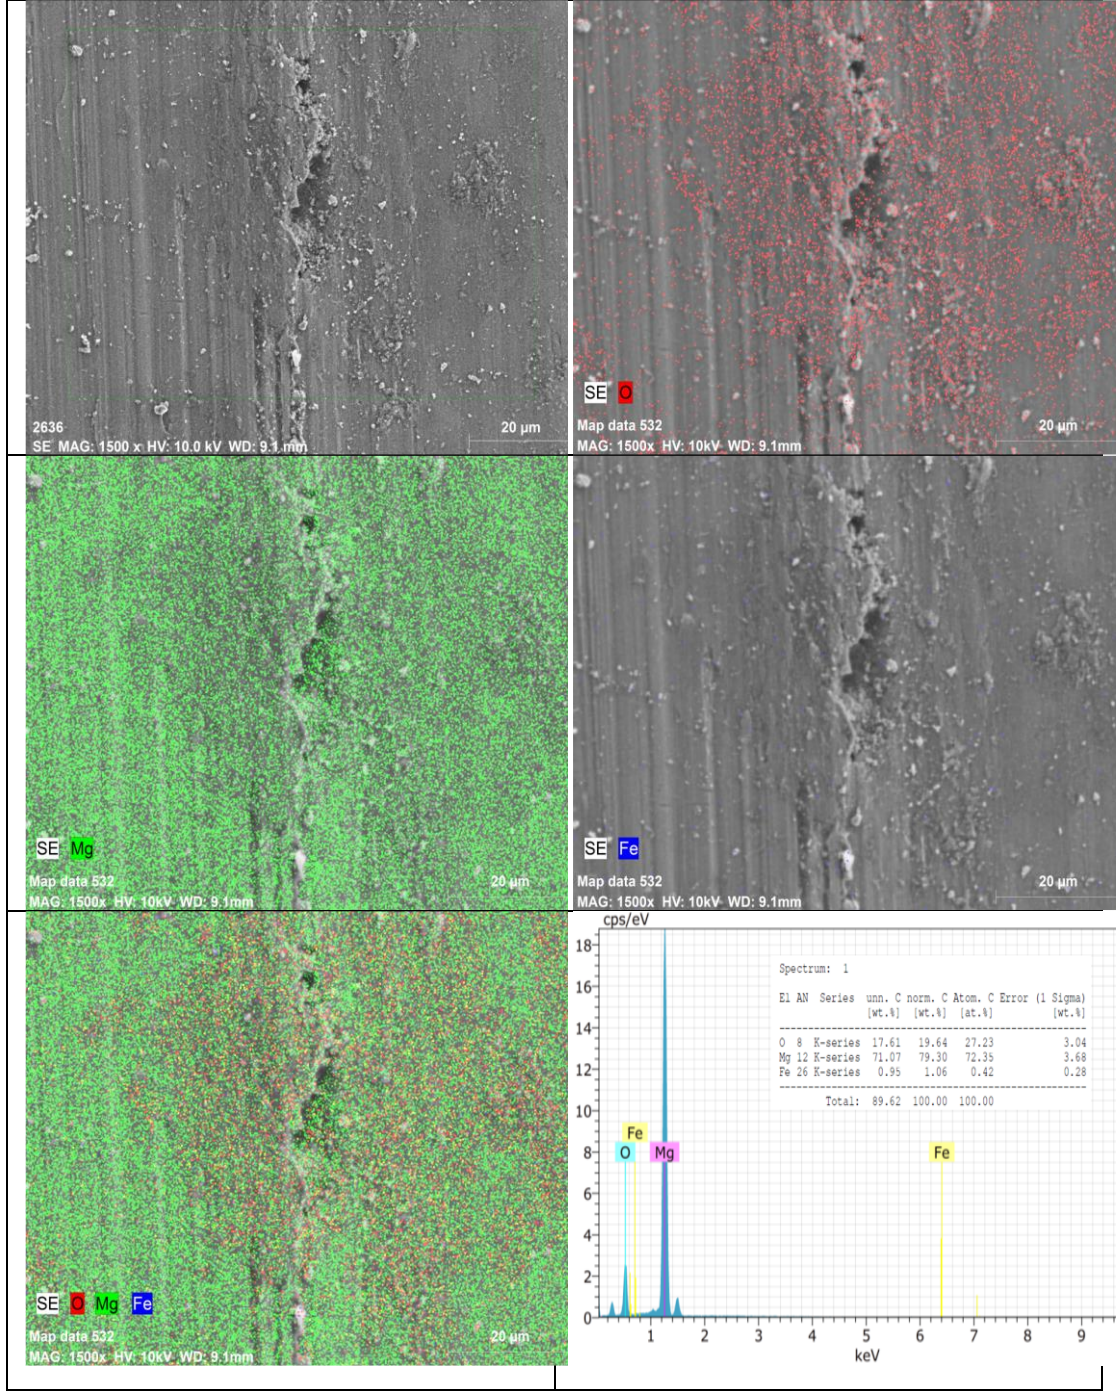 2636
20 µm
SE MAG: 1500 x HV: 10.0 kV WD: 9.1 mm
SE O
Map data 532
20 µm
MAG: 1500x HV: 10kV WD: 9.1mm
SE Mg
Map data 532
20 µm
MAG: 1500x HV: 10kV WD: 9.1mm
SE Fe
Map data 532
20 µm
MAG: 1500x HV: 10kV WD: 9.1mm
SE O Mg Fe
Map data 532
20 µm
MAG: 1500x HV: 10kV WD: 9.1mm
cps/eV
18
16
14
12
10
8
6
4
2
0
Spectrum: 1
El AN Series unn. C norm. C Atom. C Error (1 Sigma)
[wt.%] [wt.%] [at.%] [wt.%]
O 8 K-series 17.61 19.64 27.23 3.04
Mg 12 K-series 71.07 79.30 72.35 3.68
Fe 26 K-series 0.95 1.06 0.42 0.28
Total: 89.62 100.00 100.00
Fe
O Mg Fe
1 2 3 4 5 6 7 8 9
keV